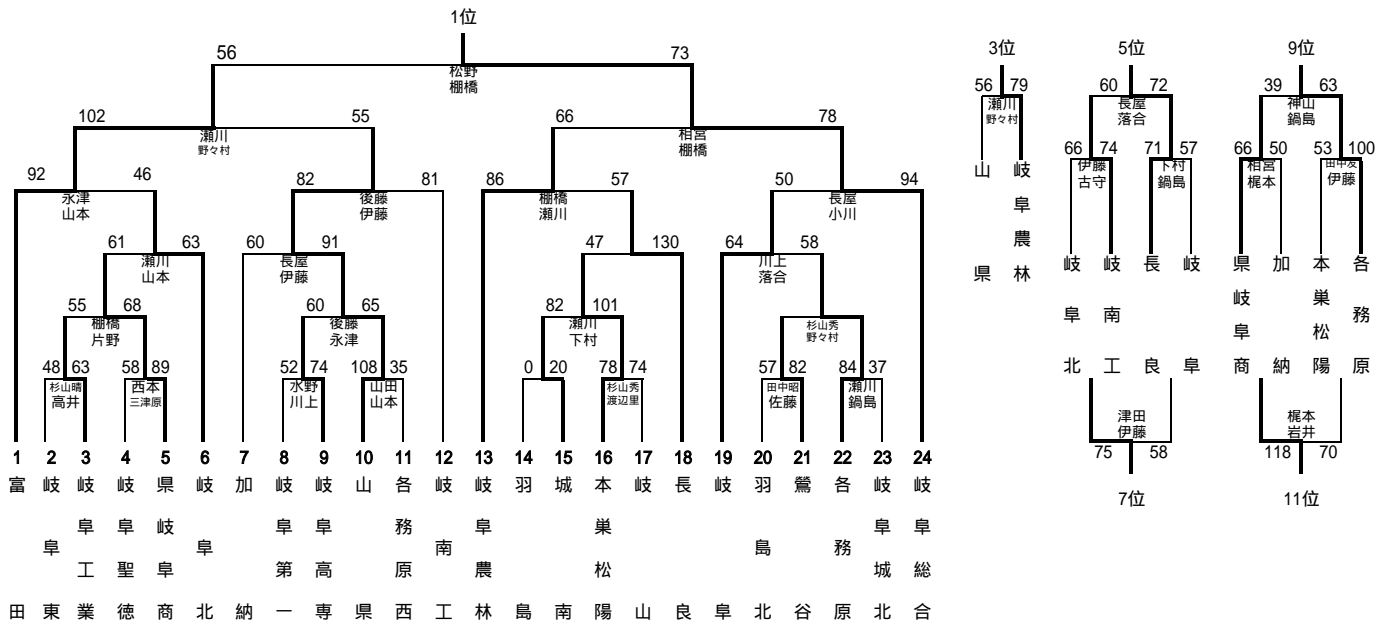 1位
56 73
松野
棚橋
102 55
瀬川
野々村
66 78
相宮
棚橋
92 46
永津
山本
82 81
後藤
伊藤
86 57
棚橋
瀬川
50 94
長屋
小川
61 63
瀬川
山本
60 91
長屋
伊藤
47 130
64 58
川上
落合
55 68
棚橋
片野
60 65
後藤
永津
82 101
瀬川
下村
杉山秀
野々村
48 63
杉山晴
高井
58 89
西本
三津原
52 74
水野
川上
108 35
山田
山本
0 20
78 74
杉山秀
渡辺里
57 82
田中昭
佐藤
84 37
瀬川
鍋島
1 富田
2 岐阜東
3 岐阜工業
4 岐阜聖徳
5 県岐阜商
6 岐阜北
7 加納
8 岐阜第一
9 岐阜高専
10 山県
11 各務原西
12 岐南工
13 岐阜農林
14 羽島
15 城南
16 本巣松陽
17 岐山
18 長良
19 岐阜
20 羽島北
21 鶯谷
22 各務原
23 岐阜城北
24 岐阜総合
3位
56 79
瀬川
野々村
山県
岐阜農林
5位
60 72
長屋
落合
66 74
伊藤
古守
71 57
下村
鍋島
岐阜北
岐南工
長良
岐阜
津田
伊藤
75 58
7位
9位
39 63
神山
鍋島
66 50
相宮
梶本
53 100
田中友
伊藤
県岐阜商
加納
本巣松陽
各務原
梶本
岩井
118 70
11位